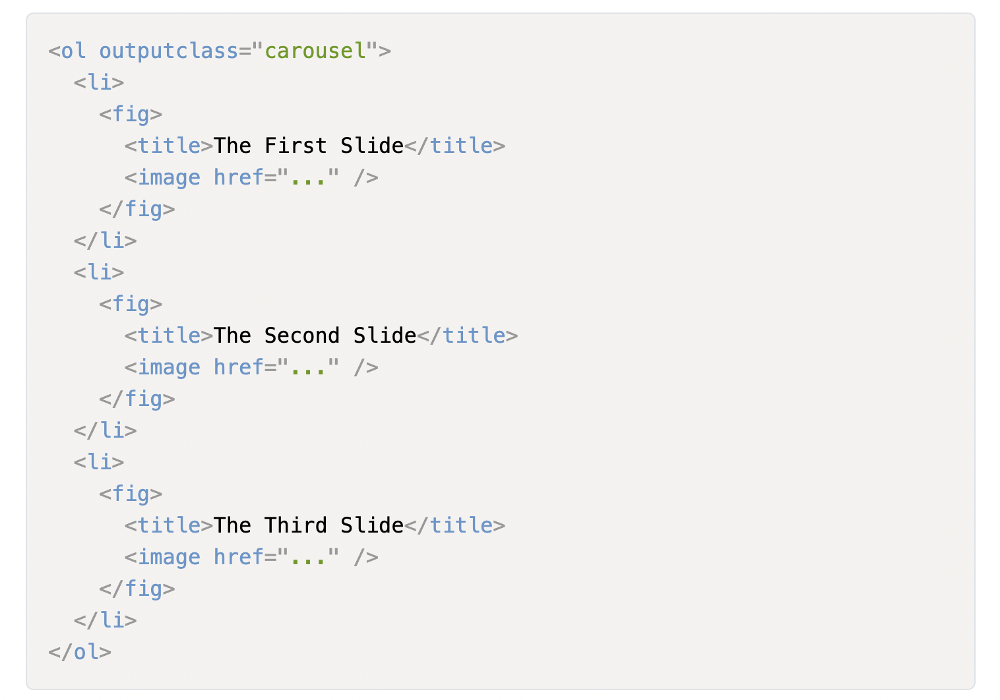 <ol outputclass="carousel">
  <li>
    <fig>
      <title>The First Slide</title>
      <image href="..." />
    </fig>
  </li>
  <li>
    <fig>
      <title>The Second Slide</title>
      <image href="..." />
    </fig>
  </li>
  <li>
    <fig>
      <title>The Third Slide</title>
      <image href="..." />
    </fig>
  </li>
</ol>